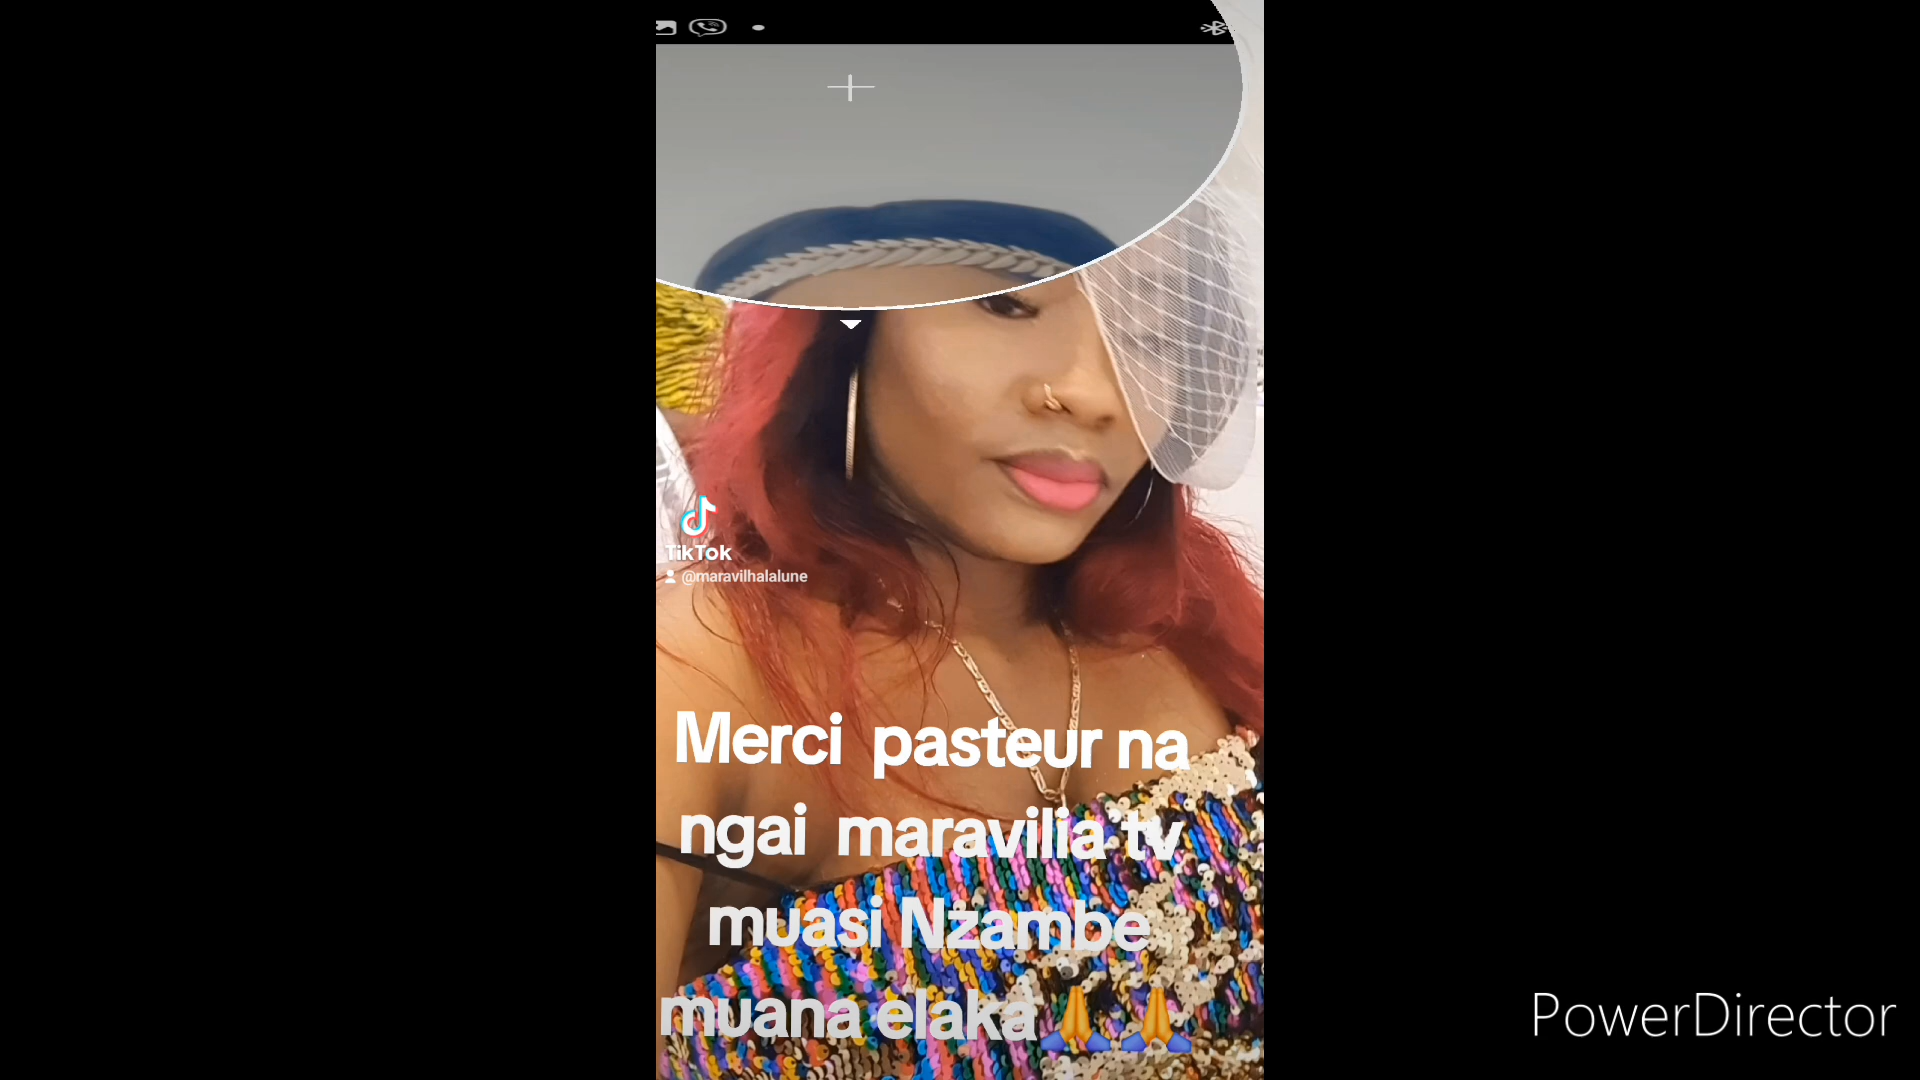 TikTok
@maravilhalalune
Merci pasteur na
ngai maravilia tv
muasi Nzambe
muana elaka🙏🙏
PowerDirector